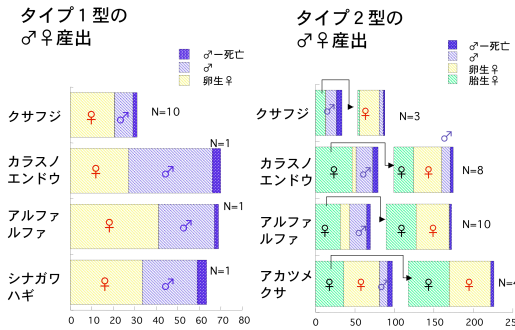 タイプ１型の
♂♀産出
♂ー死亡
♂
卵生♀
クサフジ
N=10
カラスノ
エンドウ
N=1
アルファ
ルファ
N=1
シナガワ
ハギ
N=1
♀ ♂
♀ ♂
♀ ♂
♀ ♂
0 10 20 30 40 50 60 70 80
タイプ２型の
♂♀産出
♂ー死亡
♂
卵生♀
胎生♀
クサフジ
♂ ♀
N=3
♂
カラスノ
エンドウ
♀ ♂ ♀ ♀
N=8
アルファ
ルファ
♀ ♂ ♀ ♀
N=10
アカツメ
クサ
♀ ♀ ♂ ♀ ♀
N=4
0 50 100 150 200